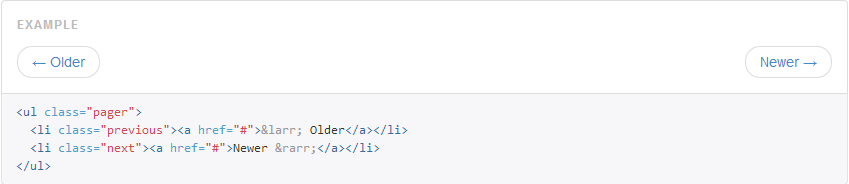 EXAMPLE
← Older Newer →
<ul class="pager">
  <li class="previous"><a href="#">&larr; Older</a></li>
  <li class="next"><a href="#">Newer &rarr;</a></li>
</ul>